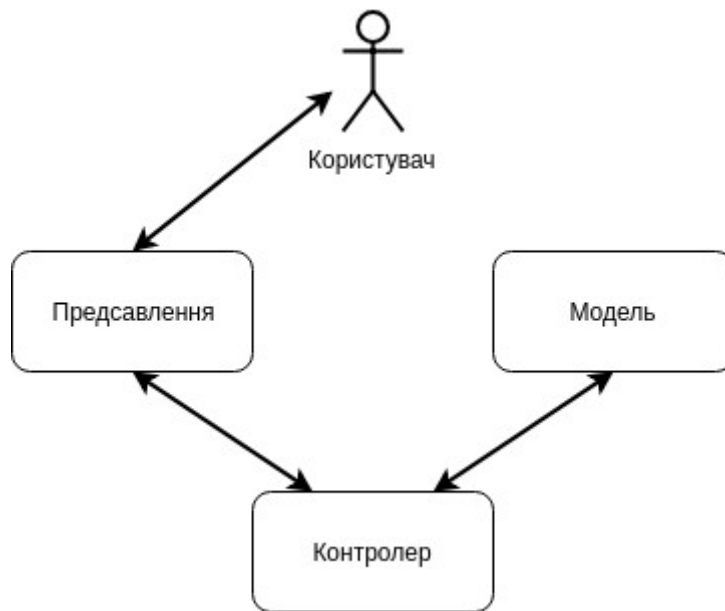 Користувач
Предсавлення
Модель
Контролер